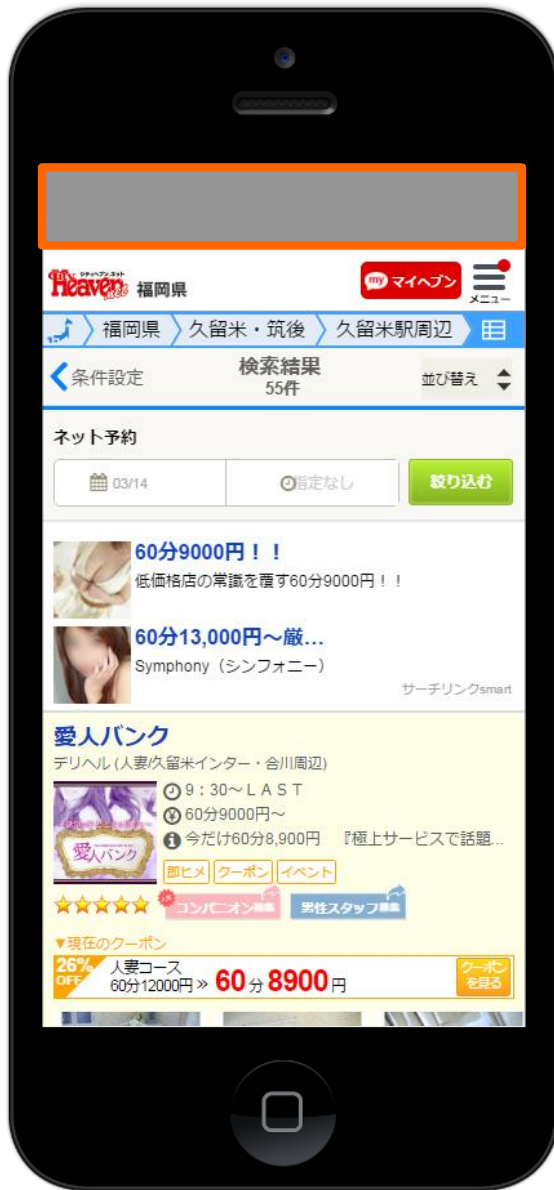 シティヘブンネット
Heaven net 福岡県
my マイヘブン
メニュー
福岡県 久留米・筑後 久留米駅周辺
条件設定
検索結果
55件
並び替え
ネット予約
03/14
指定なし
絞り込む
60分9000円！！
低価格店の常識を覆す60分9000円！！
60分13,000円～厳...
Symphony（シンフォニー）
サーチリンクsmart
愛人バンク
デリヘル (人妻/久留米インター・合川周辺)
9：30～ＬＡＳＴ
60分9000円～
今だけ60分8,900円 『極上サービスで話題...
愛人バンク
即ヒメ クーポン イベント
コンパニオン募集 男性スタッフ募集
▼現在のクーポン
26% OFF
人妻コース
60分12000円 » 60分8900円
クーポンを見る